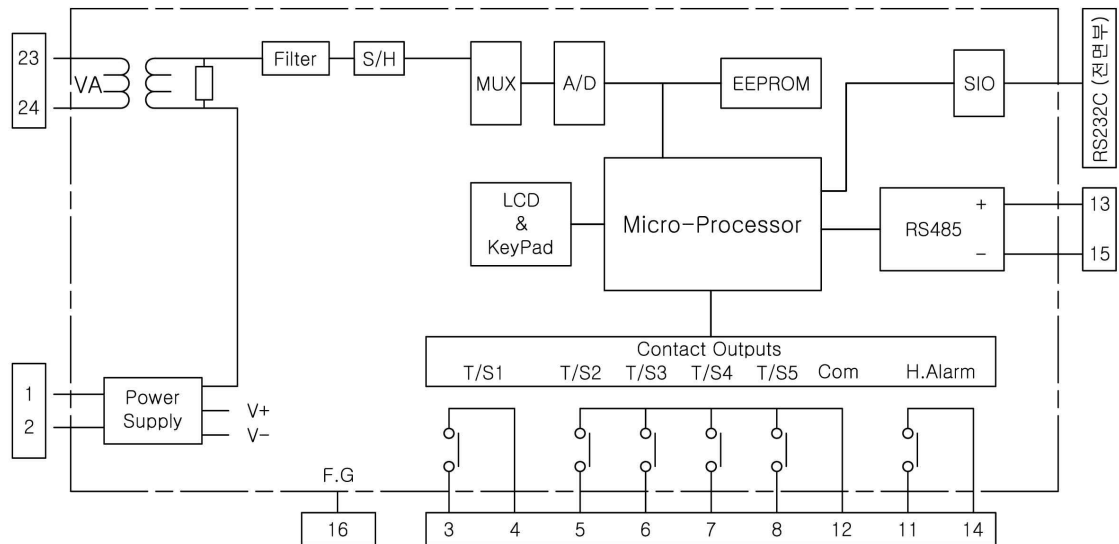 23
24
VA
Filter
S/H
MUX
A/D
EEPROM
SIO
RS232C (전면부)
LCD
&
KeyPad
Micro-Processor
RS485
+
-
13
15
Contact Outputs
T/S1 T/S2 T/S3 T/S4 T/S5 Com H.Alarm
1
2
Power
Supply
V+
V-
F.G
16
3 4 5 6 7 8 12 11 14